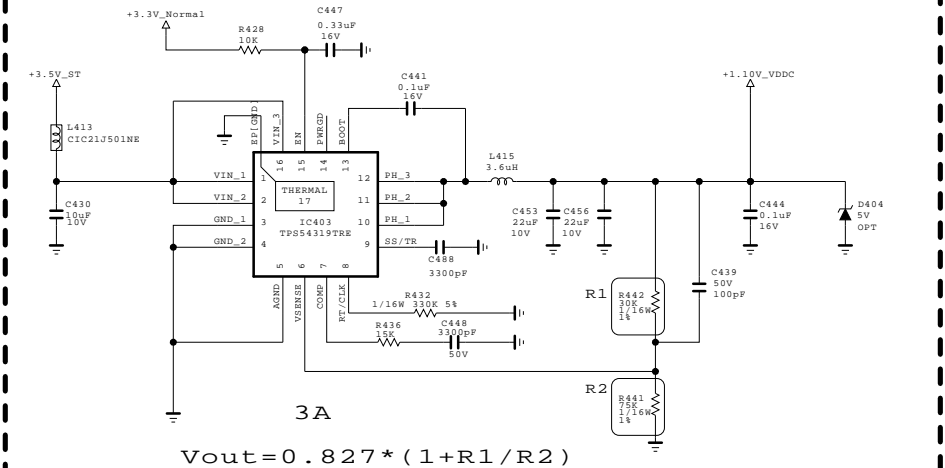 +3.3V_Normal
C447
0.33uF
16V
R428
10K
+3.5V_ST
C441
0.1uF
16V
+1.10V_VDDC
L413
CIC21J501NE
EP[GND]
VIN_3
EN
PWRGD
BOOT
16
15
14
13
L415
3.6uH
VIN_1
1
THERMAL
17
12
PH_3
VIN_2
2
11
PH_2
GND_1
3
IC403
TPS54319TRE
10
PH_1
GND_2
4
9
SS/TR
C430
10uF
10V
C453
22uF
10V
C456
22uF
10V
C444
0.1uF
16V
D404
5V
OPT
C488
3300pF
5
6
7
8
AGND
VSENSE
COMP
RT/CLK
C439
50V
100pF
R432
1/16W 330K 5%
R1
R442
30K
1/16W
1%
R436
15K
C448
3300pF
50V
R2
R441
75K
1/16W
1%
3A
Vout=0.827*(1+R1/R2)